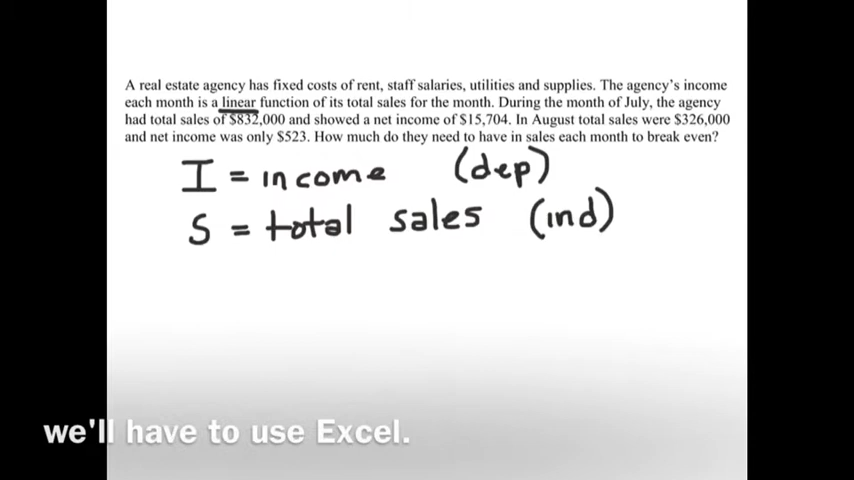 A real estate agency has fixed costs of rent, staff salaries, utilities and supplies. The agency's income
each month is a linear function of its total sales for the month. During the month of July, the agency
had total sales of $832,000 and showed a net income of $15,704. In August total sales were $326,000
and net income was only $523. How much do they need to have in sales each month to break even?
I = income (dep)
S = total sales (ind)
we'll have to use Excel.